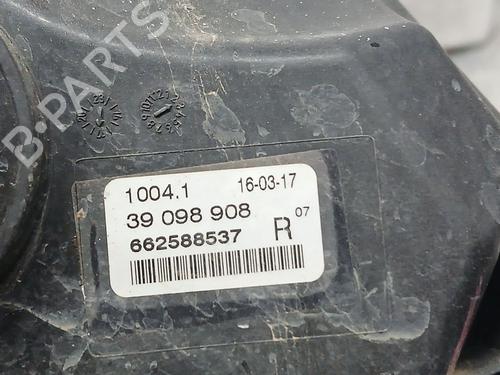 B-PARTS
1004.1 16-03-17
39 098 908
662588537 R 07